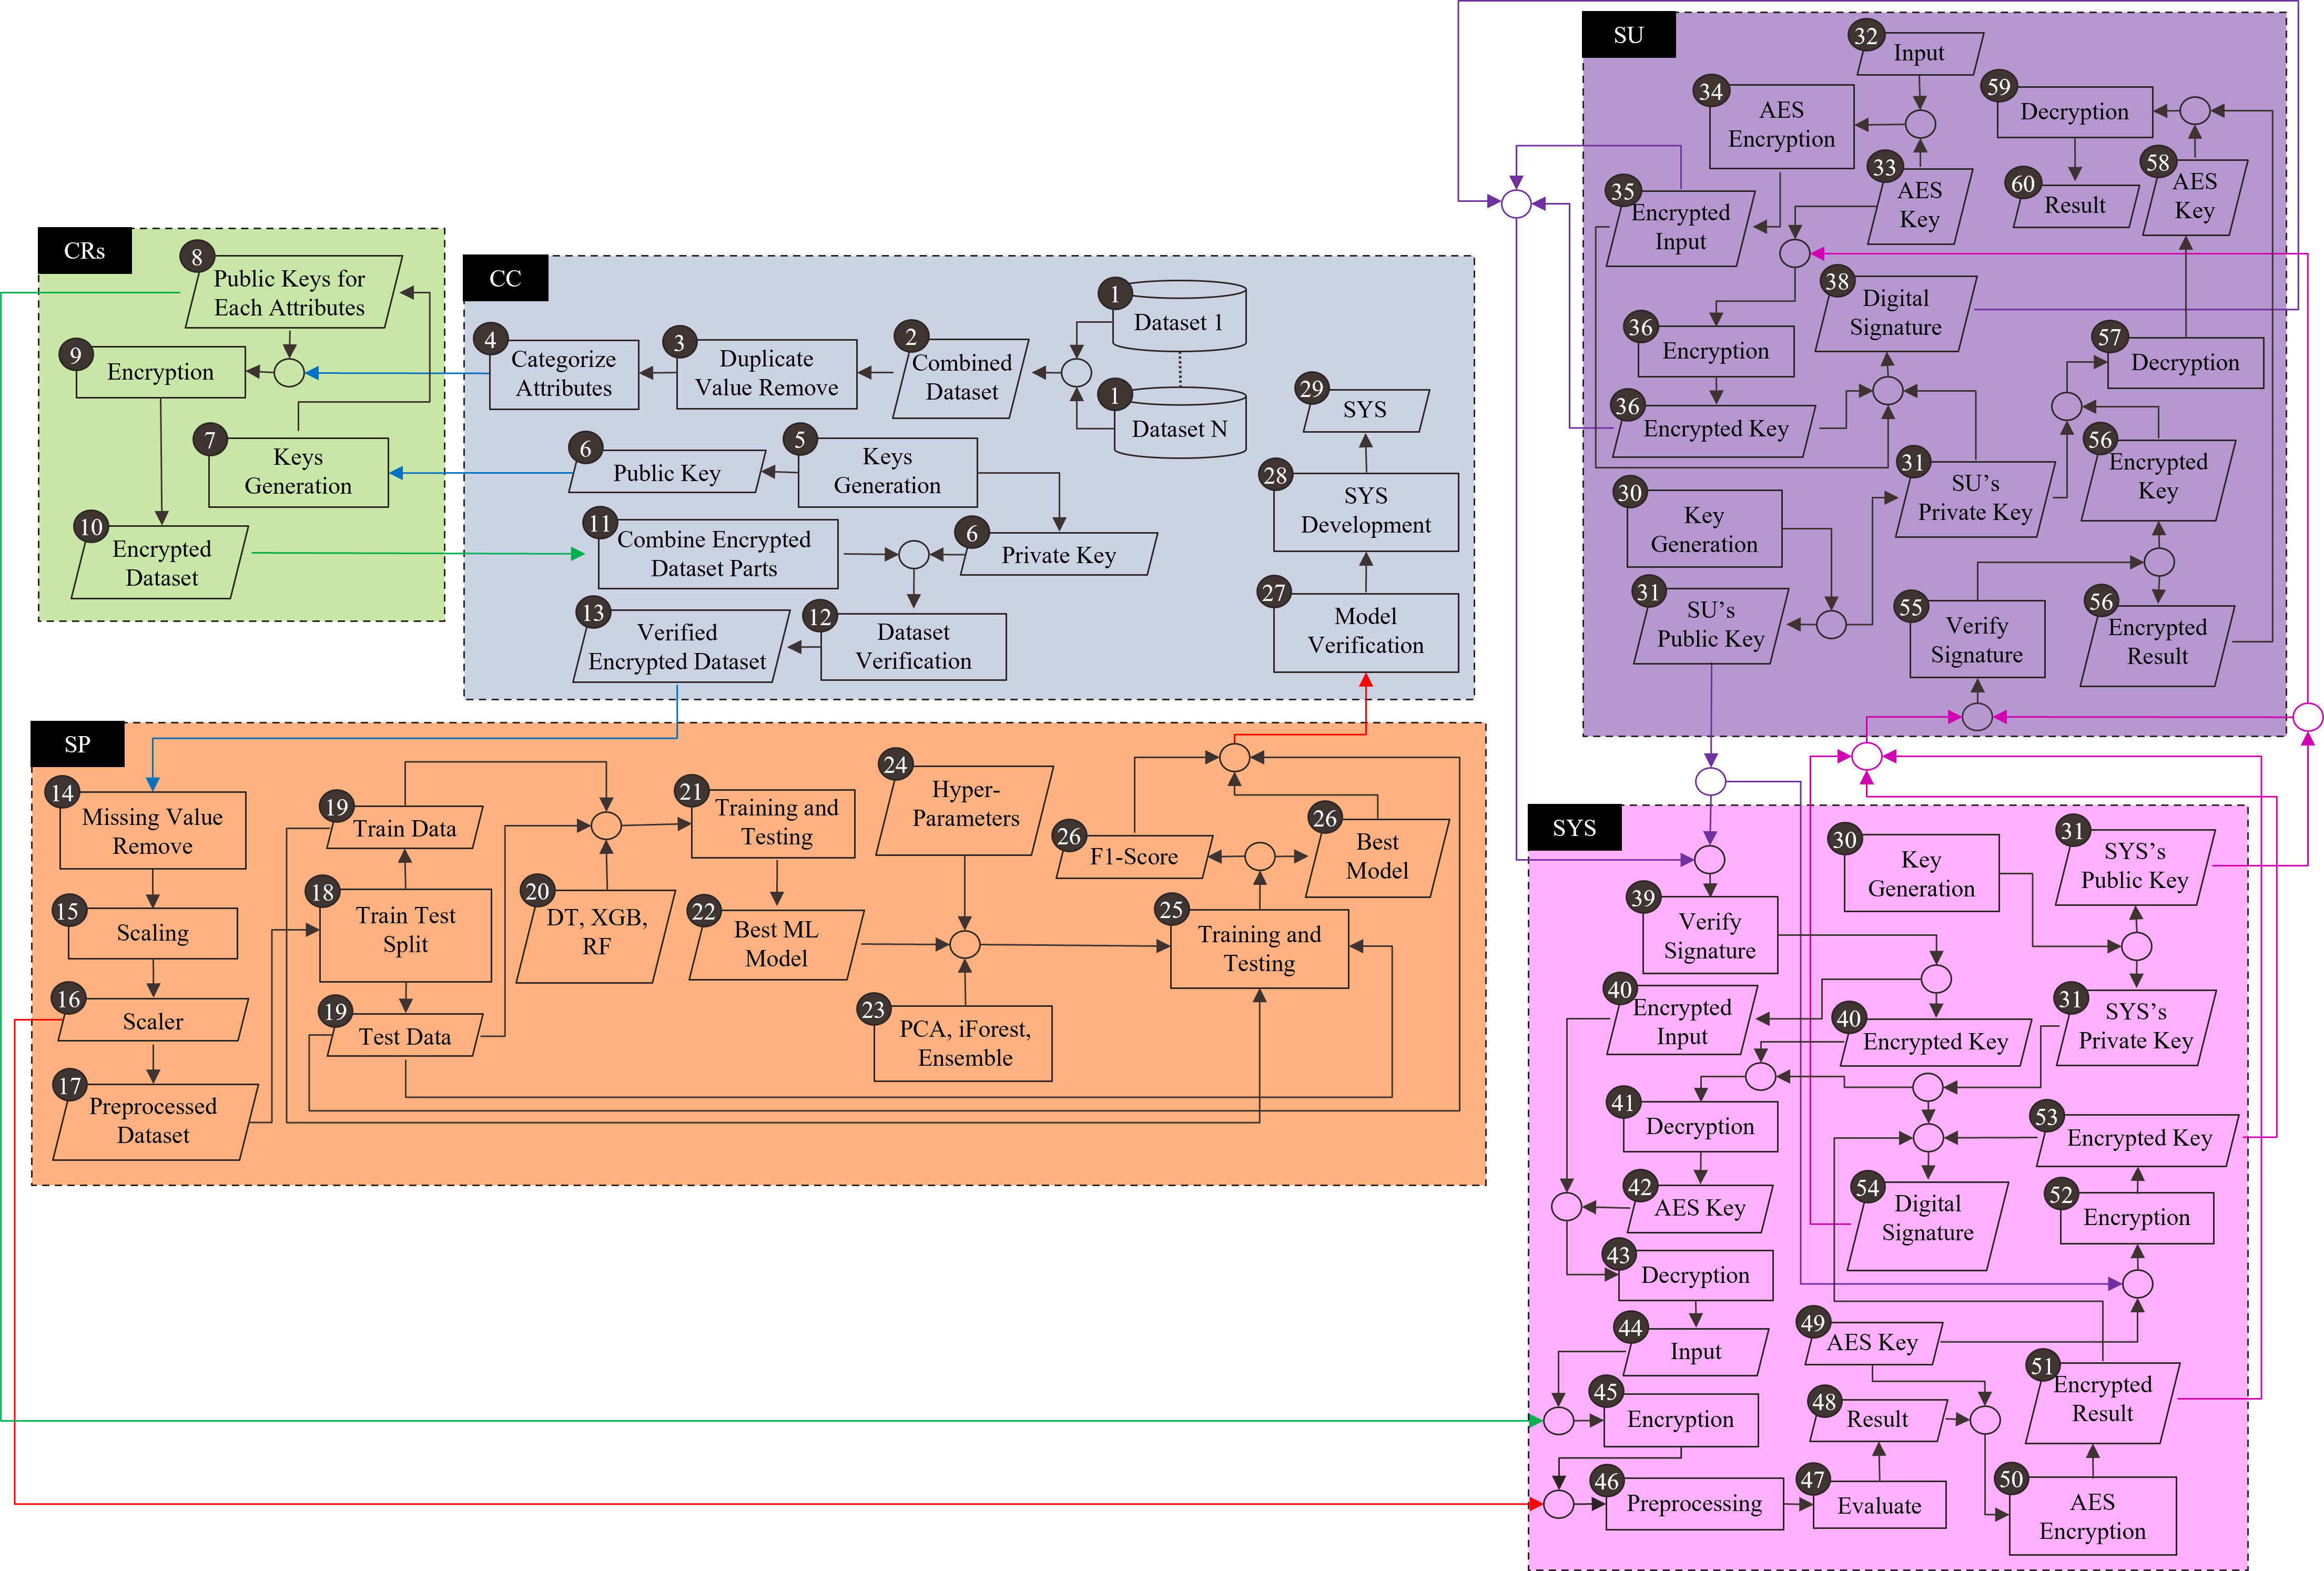 CRs
8
Public Keys for
Each Attributes
9
Encryption
7
Keys
Generation
10
Encrypted
Dataset
CC
1
Dataset 1
1
Dataset N
2
Combined
Dataset
3
Duplicate
Value Remove
4
Categorize
Attributes
5
Keys
Generation
6
Public Key
6
Private Key
11
Combine Encrypted
Dataset Parts
12
Dataset
Verification
13
Verified
Encrypted Dataset
29
SYS
28
SYS
Development
27
Model
Verification
SP
14
Missing Value
Remove
15
Scaling
16
Scaler
17
Preprocessed
Dataset
19
Train Data
18
Train Test
Split
19
Test Data
20
DT, XGB,
RF
21
Training and
Testing
22
Best ML
Model
24
Hyper-
Parameters
23
PCA, iForest,
Ensemble
25
Training and
Testing
26
F1-Score
26
Best
Model
SU
32
Input
34
AES
Encryption
33
AES
Key
35
Encrypted
Input
59
Decryption
58
AES
Key
60
Result
38
Digital
Signature
36
Encryption
36
Encrypted Key
57
Decryption
56
Encrypted
Key
31
SU's
Private Key
30
Key
Generation
31
SU's
Public Key
55
Verify
Signature
56
Encrypted
Result
SYS
30
Key
Generation
31
SYS's
Public Key
31
SYS's
Private Key
39
Verify
Signature
40
Encrypted
Input
40
Encrypted Key
41
Decryption
42
AES Key
43
Decryption
44
Input
45
Encryption
46
Preprocessing
47
Evaluate
48
Result
49
AES Key
50
AES
Encryption
51
Encrypted
Result
52
Encryption
53
Encrypted Key
54
Digital
Signature